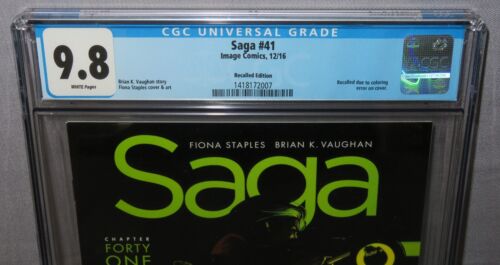 CGC UNIVERSAL GRADE
9.8
WHITE Pages
Saga #41
Image Comics, 12/16
Recalled Edition
Brian K. Vaughan story
Fiona Staples cover & art
1418172007
Recalled due to coloring
error on cover.
CGC
FIONA STAPLES BRIAN K. VAUGHAN
Saga
CHAPTER
FORTY
ONE